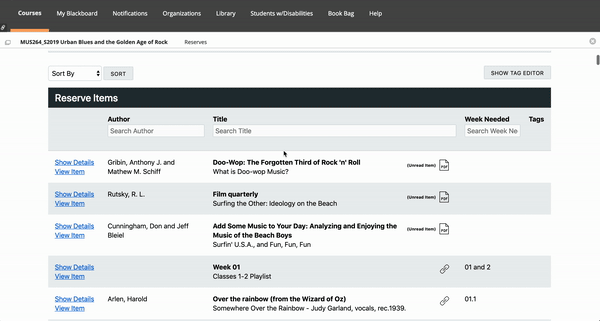 Courses My Blackboard Notifications Organizations Library Students w/Disabilities Book Bag Help
MUS264_S2019 Urban Blues and the Golden Age of Rock Reserves
Sort By SORT SHOW TAG EDITOR
Reserve Items
Author Title Week Needed Tags
Search Author Search Title Search Week Ne
Show Details Gribin, Anthony J. and Doo-Wop: The Forgotten Third of Rock 'n' Roll (Unread Item) PDF
View Item Mathew M. Schiff What is Doo-wop Music?
Show Details Rutsky, R. L. Film quarterly (Unread Item) PDF
View Item Surfing the Other: Ideology on the Beach
Show Details Cunningham, Don and Jeff Add Some Music to Your Day: Analyzing and Enjoying the (Unread Item) PDF
View Item Bleiel Music of the Beach Boys
Surfin' U.S.A., and Fun, Fun, Fun
Show Details Week 01 01 and 2
View Item Classes 1-2 Playlist
Show Details Arlen, Harold Over the rainbow (from the Wizard of Oz) 01.1
View Item Somewhere Over the Rainbow - Judy Garland, vocals, rec.1939.